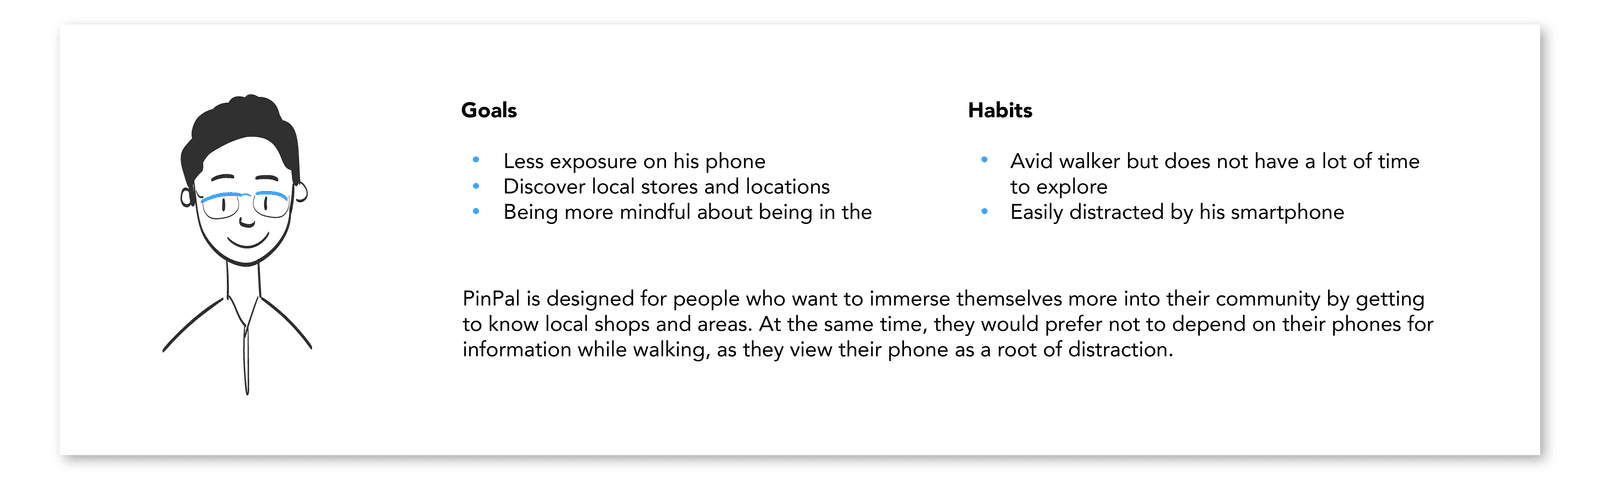 Goals
Less exposure on his phone
Discover local stores and locations
Being more mindful about being in the
Habits
Avid walker but does not have a lot of time
to explore
Easily distracted by his smartphone
PinPal is designed for people who want to immerse themselves more into their community by getting
to know local shops and areas. At the same time, they would prefer not to depend on their phones for
information while walking, as they view their phone as a root of distraction.